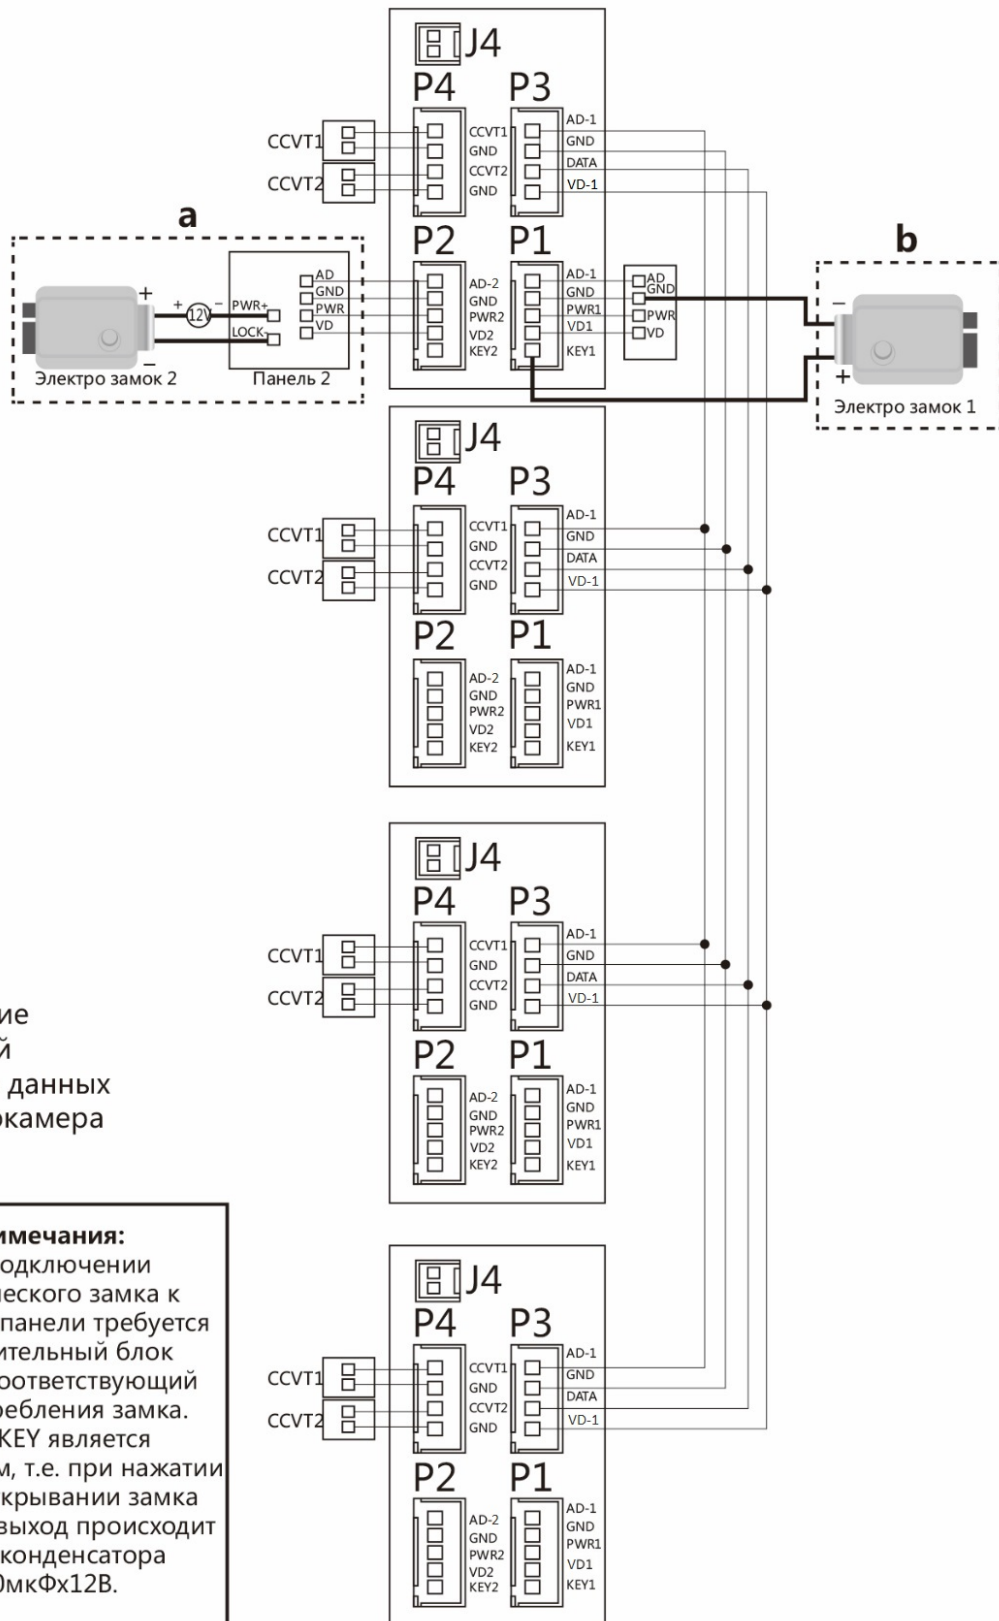 J4
P4 P3
CCVT1
CCVT2
CCVT1
GND
CCVT2
GND
AD-1
GND
DATA
VD-1
a
P2 P1
b
+
−
+ 12V −
PWR+
LOCK-
AD
GND
PWR
VD
AD-2
GND
PWR2
VD2
KEY2
AD-1
GND
PWR1
VD1
KEY1
AD
GND
PWR
VD
−
+
Электро замок 2
Панель 2
Электро замок 1
J4
P4 P3
CCVT1
CCVT2
CCVT1
GND
CCVT2
GND
AD-1
GND
DATA
VD-1
P2 P1
AD-2
GND
PWR2
VD2
KEY2
AD-1
GND
PWR1
VD1
KEY1
J4
P4 P3
CCVT1
CCVT2
CCVT1
GND
CCVT2
GND
AD-1
GND
DATA
VD-1
P2 P1
AD-2
GND
PWR2
VD2
KEY2
AD-1
GND
PWR1
VD1
KEY1
ие
й
данных
окамера
имечания:
одключении
еского замка к
панели требуется
ительный блок
оответствующий
ребления замка.
KEY является
м, т.е. при нажатии
ткрывании замка
выход происходит
конденсатора
0мкФх12В.
J4
P4 P3
CCVT1
CCVT2
CCVT1
GND
CCVT2
GND
AD-1
GND
DATA
VD-1
P2 P1
AD-2
GND
PWR2
VD2
KEY2
AD-1
GND
PWR1
VD1
KEY1